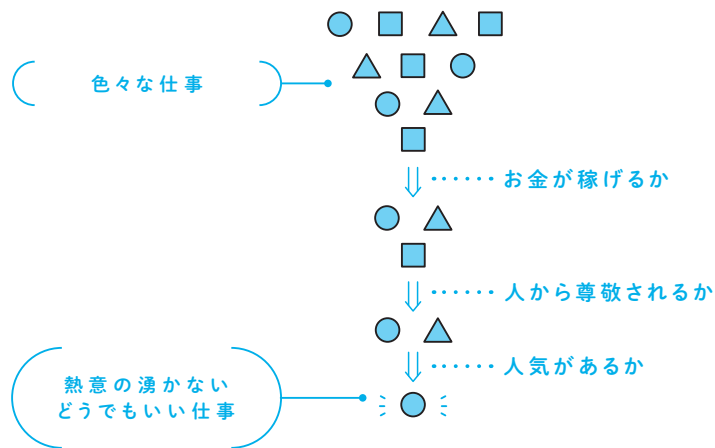 色々な仕事
お金が稼げるか
人から尊敬されるか
人気があるか
熱意の湧かない
どうでもいい仕事